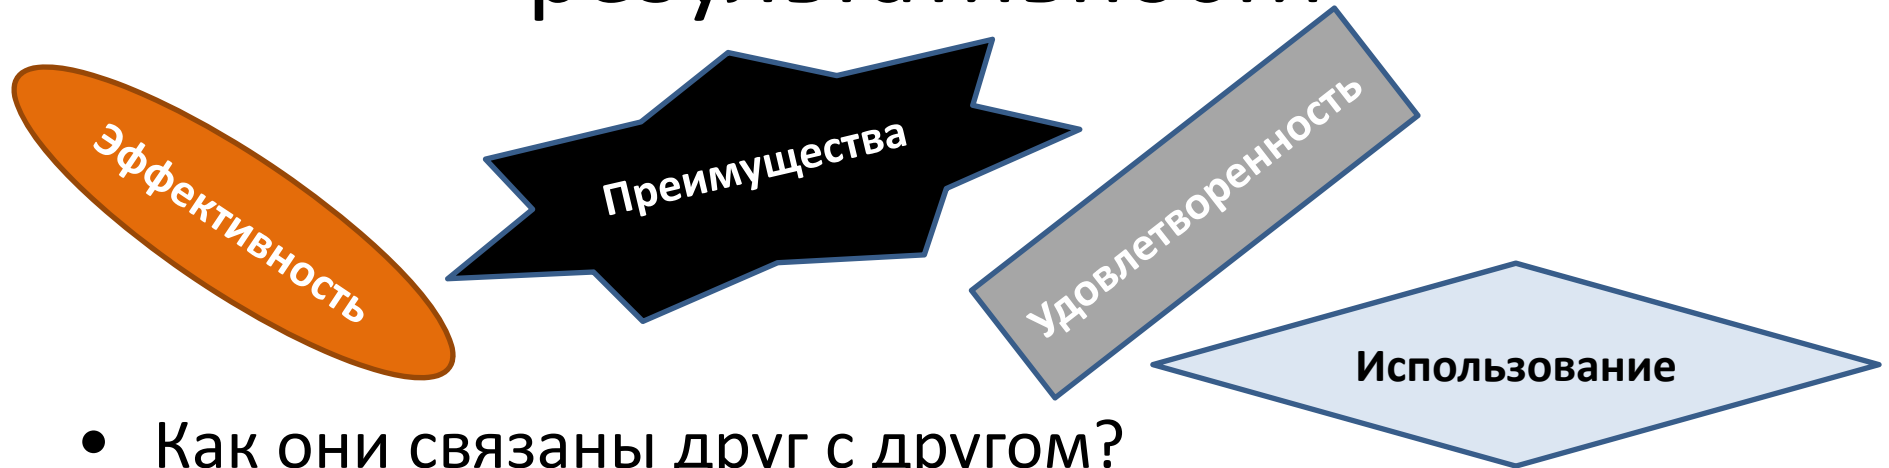 Эффективность
Преимущества
Удовлетворенность
Использование
• Как они связаны друг с другом?